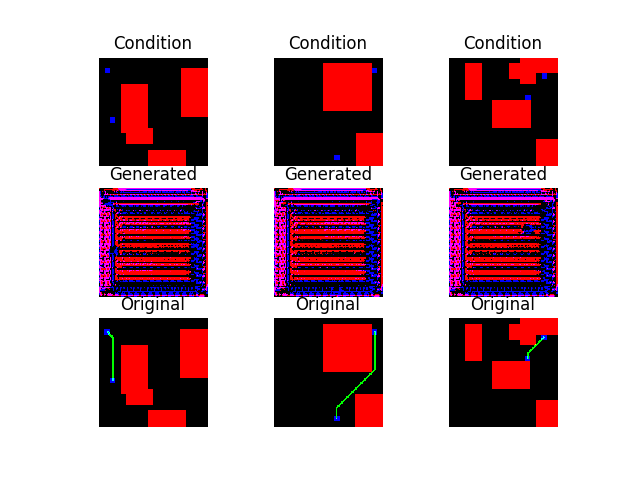 Condition Condition Condition
Generated Generated Generated
Original Original Original